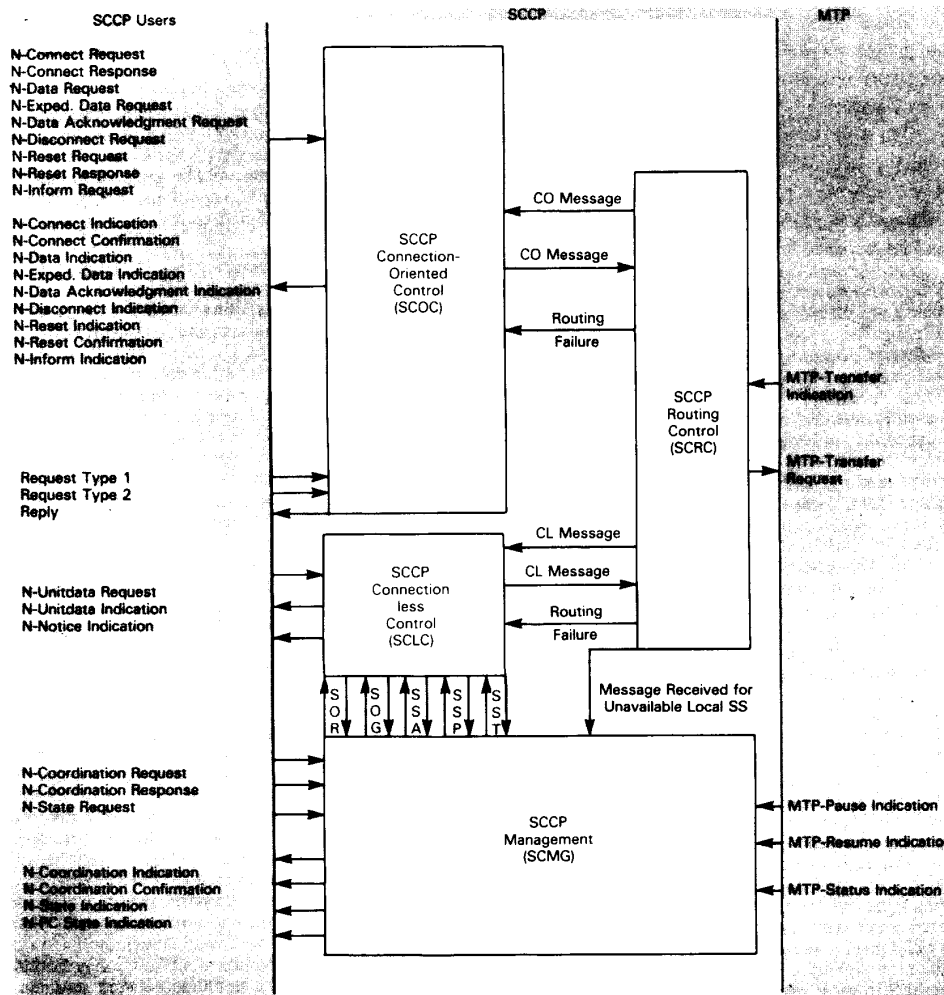 SCCP Users
SCCP
MTP
N-Connect Request
N-Connect Response
N-Data Request
N-Exped. Data Request
N-Data Acknowledgment Request
N-Disconnect Request
N-Reset Request
N-Reset Response
N-Inform Request
N-Connect Indication
N-Connect Confirmation
N-Data Indication
N-Exped. Data Indication
N-Data Acknowledgment Indication
N-Disconnect Indication
N-Reset Indication
N-Reset Confirmation
N-Inform Indication
Request Type 1
Request Type 2
Reply
SCCP
Connection-
Oriented
Control
(SCOC)
CO Message
CO Message
Routing
Failure
SCCP
Routing
Control
(SCRC)
MTP-Transfer
Indication
MTP-Transfer
Request
N-Unitdata Request
N-Unitdata Indication
N-Notice Indication
SCCP
Connection
less
Control
(SCLC)
CL Message
CL Message
Routing
Failure
Message Received for
Unavailable Local SS
SOR
SOG
SSA
SSP
SST
N-Coordination Request
N-Coordination Response
N-State Request
N-Coordination Indication
N-Coordination Confirmation
N-State Indication
N-PC State Indication
SCCP
Management
(SCMG)
MTP-Pause Indication
MTP-Resume Indicatio
MTP-Status Indication